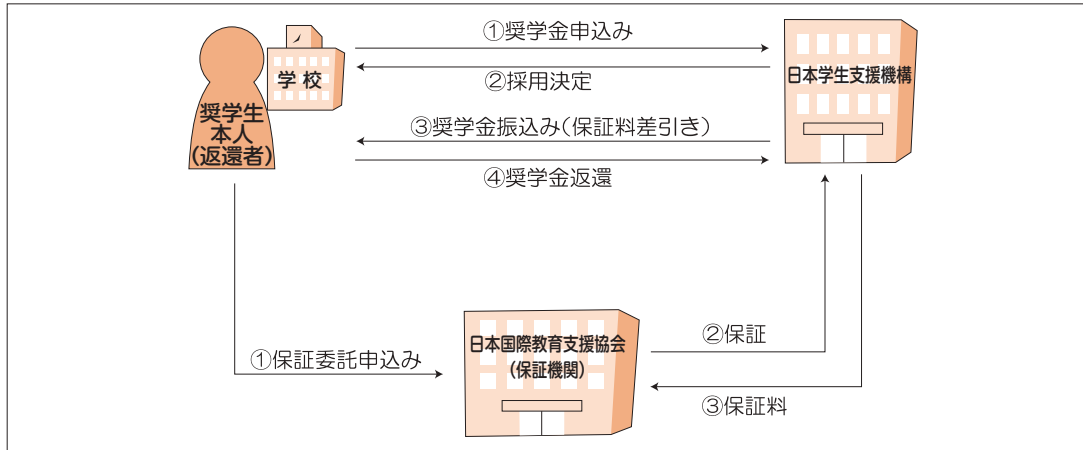 ①奨学金申込み
学校
②採用決定
日本学生支援機構
奨学生
本人
(返還者)
③奨学金振込み(保証料差引き)
④奨学金返還
①保証委託申込み
日本国際教育支援協会
(保証機関)
②保証
③保証料